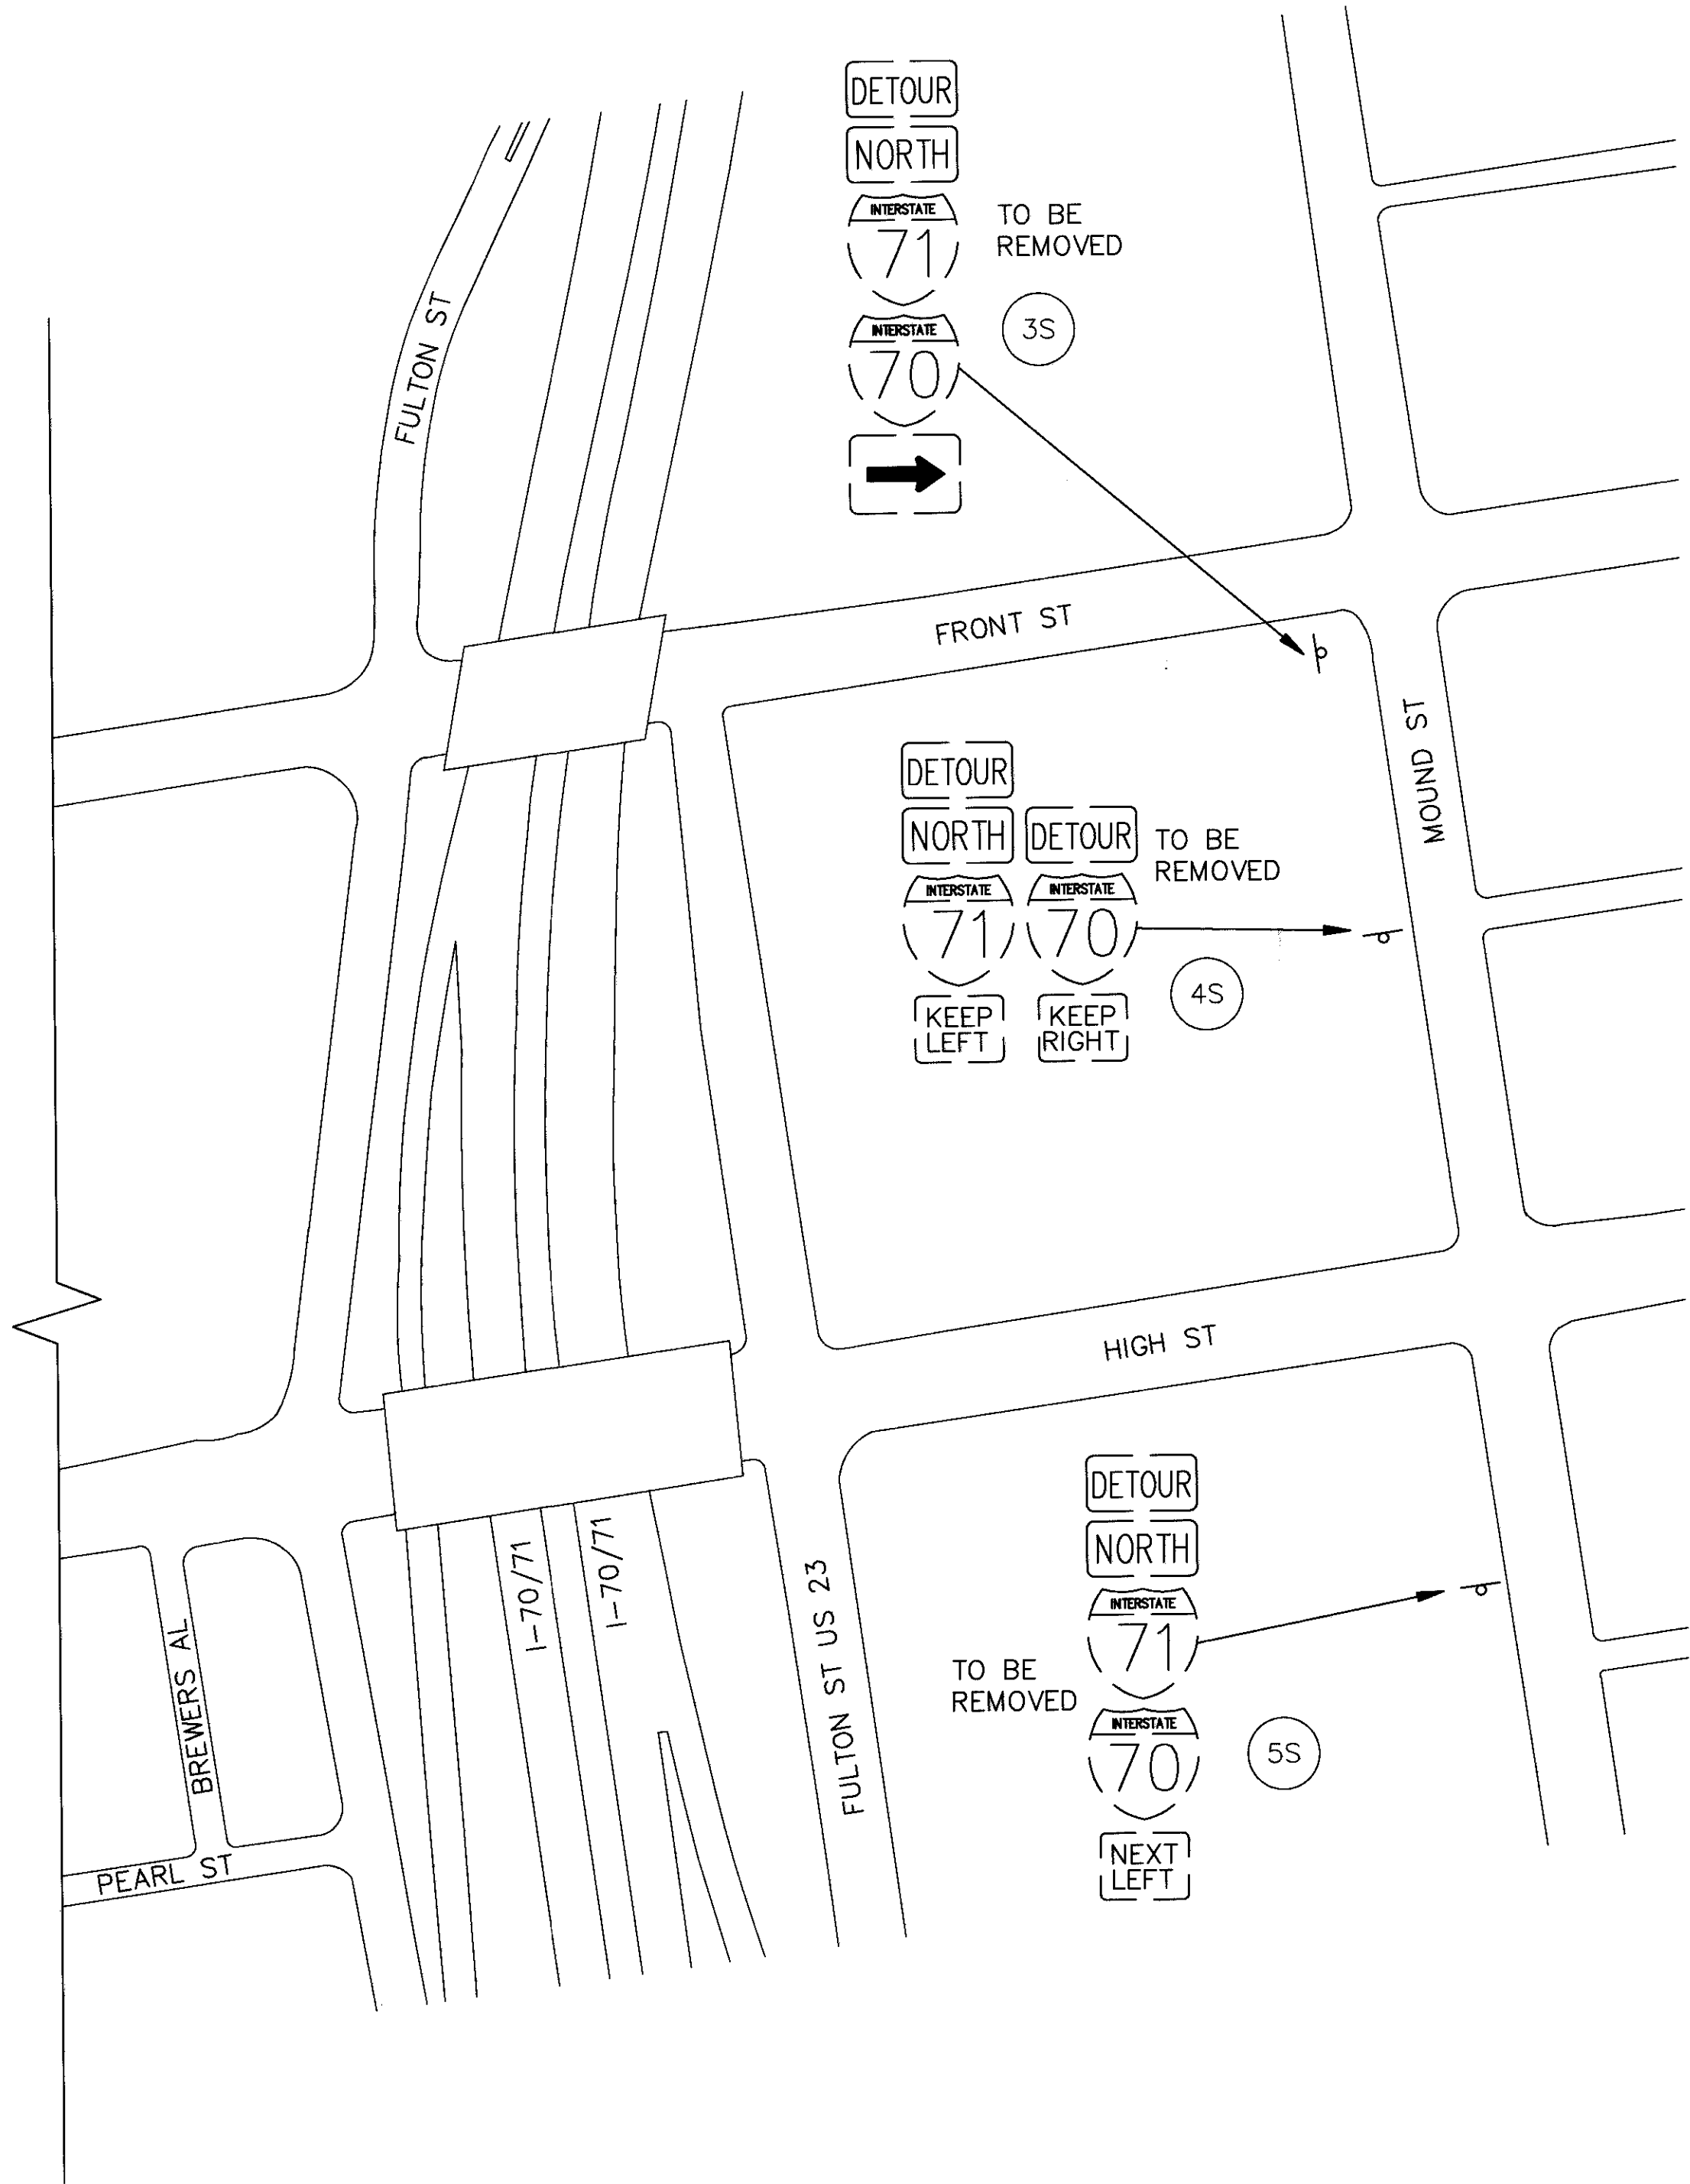 DETOUR
NORTH
INTERSTATE
71
TO BE
REMOVED
INTERSTATE
70
3S
FULTON ST
FRONT ST
MOUND ST
DETOUR
NORTH
DETOUR
TO BE
REMOVED
INTERSTATE
71
INTERSTATE
70
KEEP
LEFT
KEEP
RIGHT
4S
HIGH ST
I-70/71
I-70/71
FULTON ST US 23
BREWERS AL
PEARL ST
DETOUR
NORTH
INTERSTATE
71
TO BE
REMOVED
INTERSTATE
70
5S
NEXT
LEFT